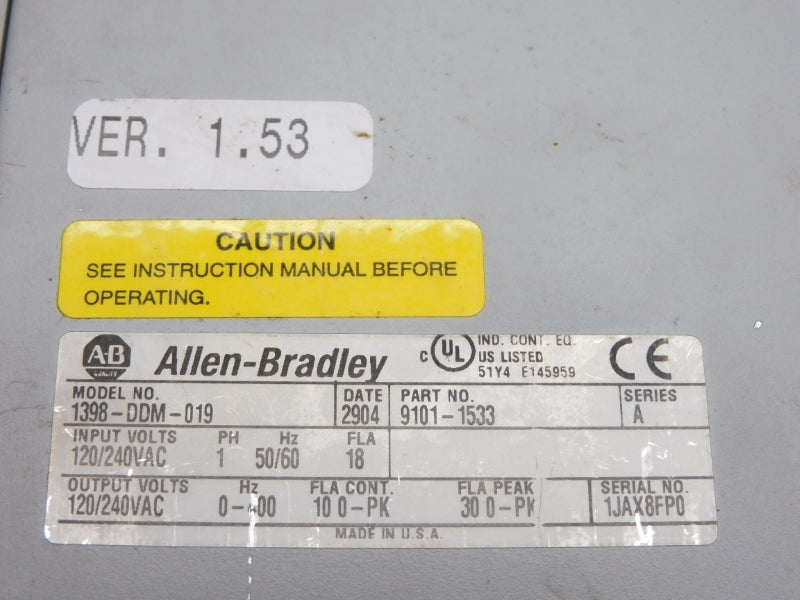 VER. 1.53
CAUTION
SEE INSTRUCTION MANUAL BEFORE
OPERATING.
A-B
QUALITY
Allen-Bradley
C UL US LISTED
IND. CONT. EQ.
51Y4 E145959
CE
MODEL NO. DATE PART NO. SERIES
1398-DDM-019 2904 9101-1533 A
INPUT VOLTS PH Hz FLA
120/240VAC 1 50/60 18
OUTPUT VOLTS Hz FLA CONT. FLA PEAK SERIAL NO.
120/240VAC 0-400 10 0-PK 30 0-PK 1JAX8FP0
MADE IN U.S.A.